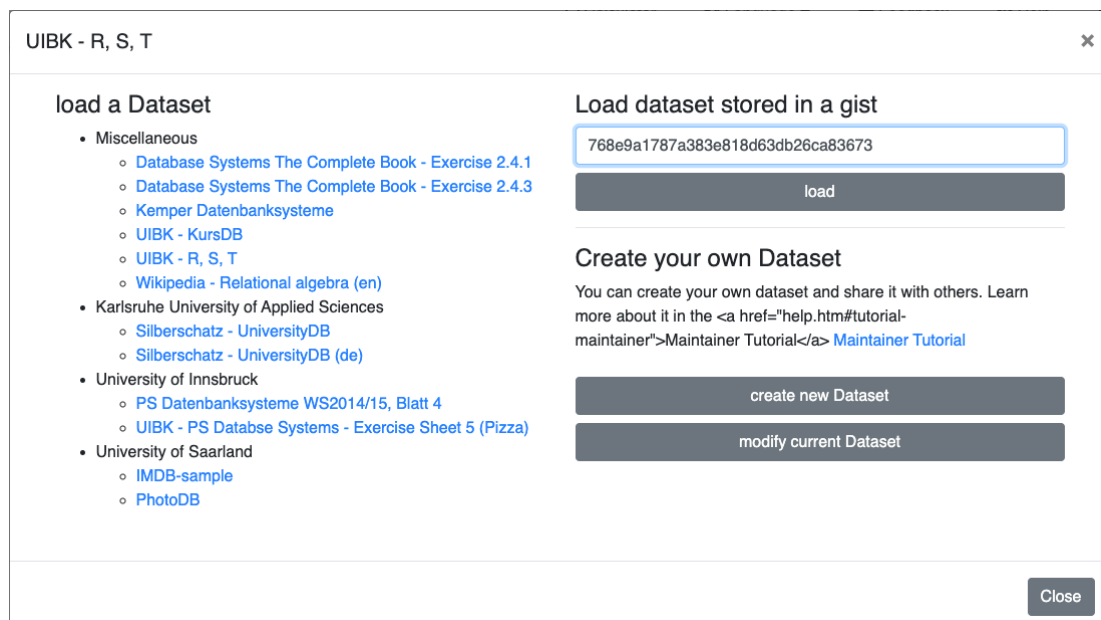 UIBK - R, S, T
×
load a Dataset
Miscellaneous
Database Systems The Complete Book - Exercise 2.4.1
Database Systems The Complete Book - Exercise 2.4.3
Kemper Datenbanksysteme
UIBK - KursDB
UIBK - R, S, T
Wikipedia - Relational algebra (en)
Karlsruhe University of Applied Sciences
Silberschatz - UniversityDB
Silberschatz - UniversityDB (de)
University of Innsbruck
PS Datenbanksysteme WS2014/15, Blatt 4
UIBK - PS Databse Systems - Exercise Sheet 5 (Pizza)
University of Saarland
IMDB-sample
PhotoDB
Load dataset stored in a gist
768e9a1787a383e818d63db26ca83673
load
Create your own Dataset
You can create your own dataset and share it with others. Learn
more about it in the <a href="help.htm#tutorial-
maintainer">Maintainer Tutorial</a> Maintainer Tutorial
create new Dataset
modify current Dataset
Close